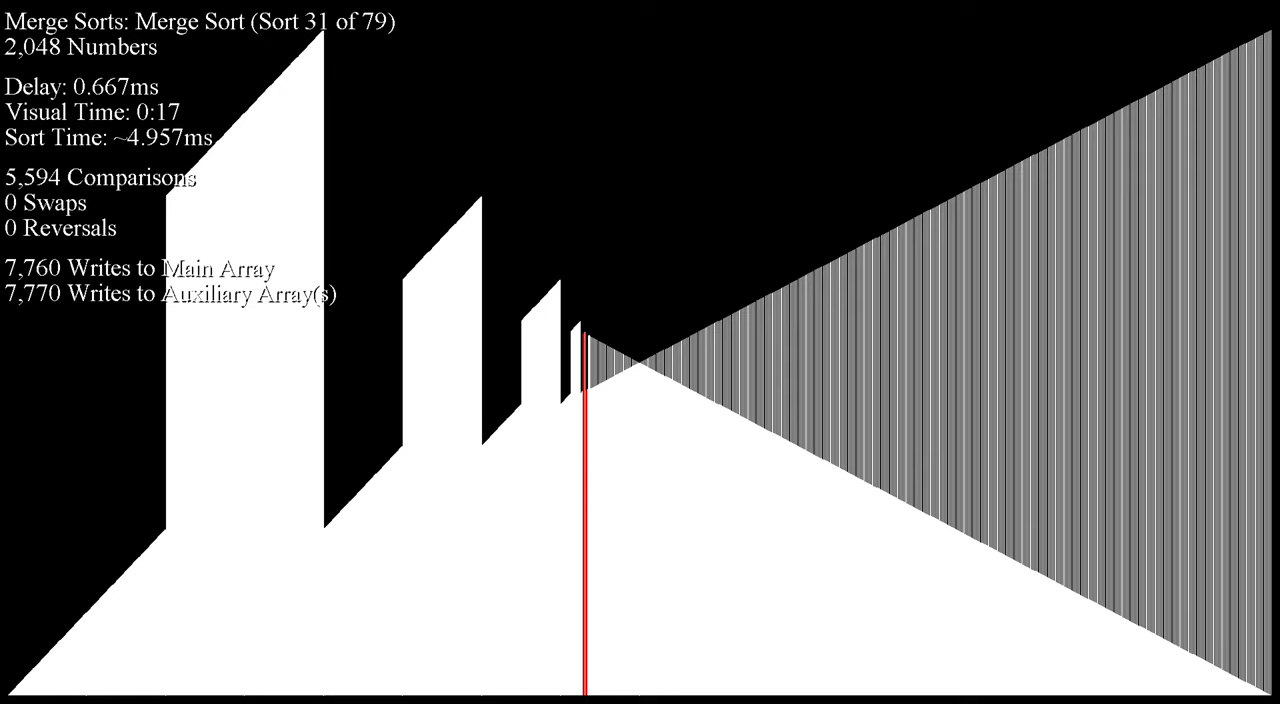 Merge Sorts: Merge Sort (Sort 31 of 79)
2,048 Numbers
Delay: 0.667ms
Visual Time: 0:17
Sort Time: ~4.957ms
5,594 Comparisons
0 Swaps
0 Reversals
7,760 Writes to Main Array
7,770 Writes to Auxiliary Array(s)